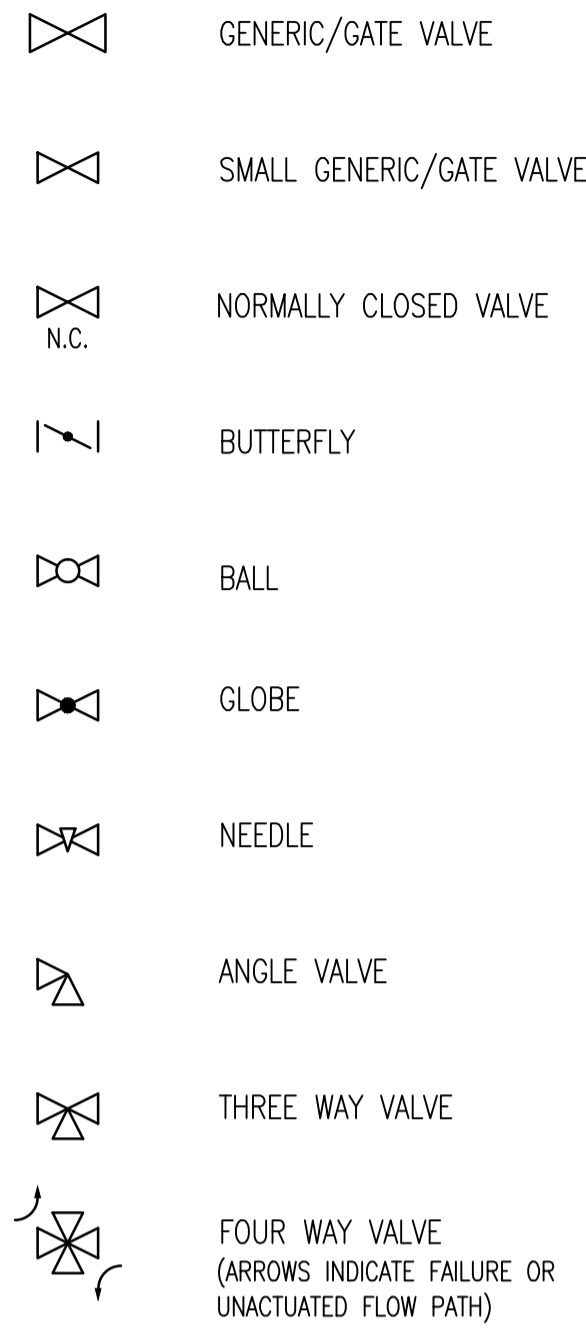 GENERIC/GATE VALVE
SMALL GENERIC/GATE VALVE
NORMALLY CLOSED VALVE
N.C.
BUTTERFLY
BALL
GLOBE
NEEDLE
ANGLE VALVE
THREE WAY VALVE
FOUR WAY VALVE
(ARROWS INDICATE FAILURE OR
UNACTUATED FLOW PATH)